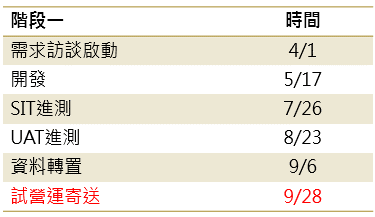 階段一 時間
需求訪談啟動 4/1
開發 5/17
SIT進測 7/26
UAT進測 8/23
資料轉置 9/6
試營運寄送 9/28